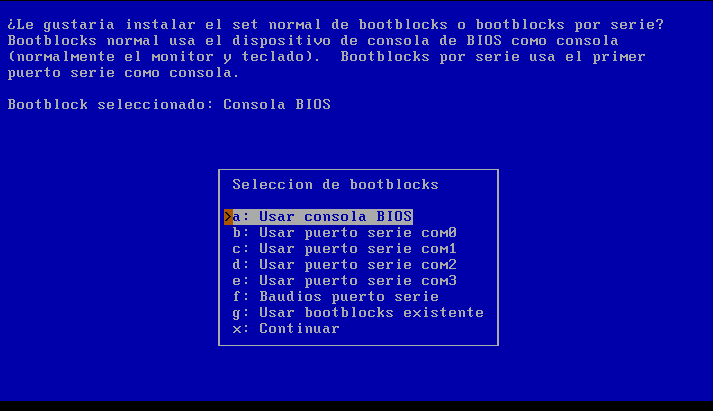 ¿Le gustaria instalar el set normal de bootblocks o bootblocks por serie?
Bootblocks normal usa el dispositivo de consola de BIOS como consola
(normalmente el monitor y teclado).  Bootblocks por serie usa el primer
puerto serie como consola.
Bootblock seleccionado: Consola BIOS
Seleccion de bootblocks
>a: Usar consola BIOS
b: Usar puerto serie com0
c: Usar puerto serie com1
d: Usar puerto serie com2
e: Usar puerto serie com3
f: Baudios puerto serie
g: Usar bootblocks existente
x: Continuar